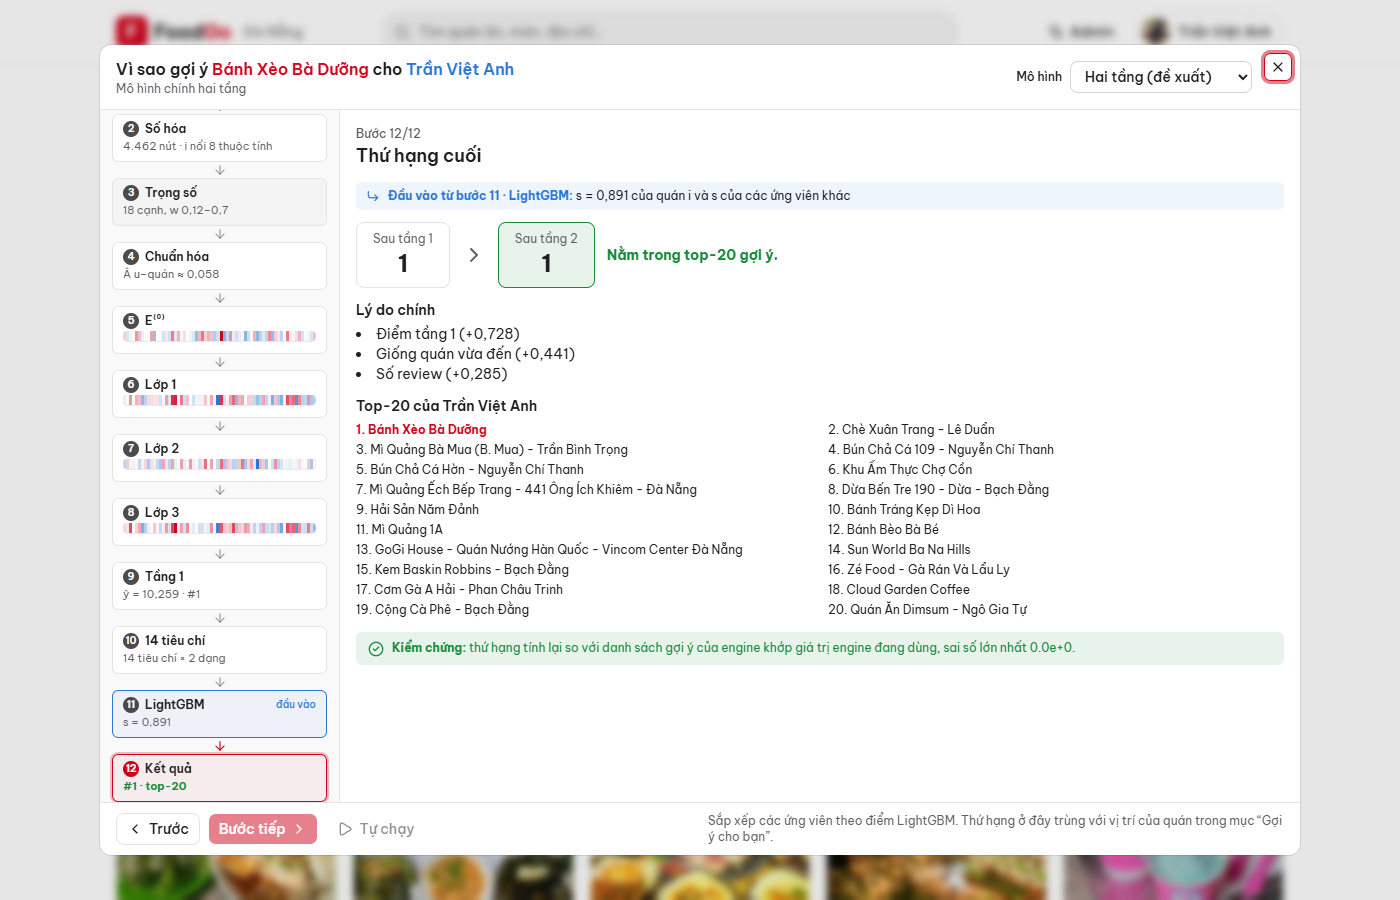 FoodGo Đà Nẵng
Tìm quán ăn, món, địa chỉ...
Admin
Trần Việt Anh
Vì sao gợi ý Bánh Xèo Bà Dưỡng cho Trần Việt Anh
Mô hình chính hai tầng
Mô hình
Hai tầng (đề xuất)
2 Số hóa
4.462 nút · i nối 8 thuộc tính
3 Trọng số
18 cạnh, w 0,12–0,7
4 Chuẩn hóa
Â u–quán ≈ 0,058
5 E⁽⁰⁾
6 Lớp 1
7 Lớp 2
8 Lớp 3
9 Tầng 1
ŷ = 10,259 · #1
10 14 tiêu chí
14 tiêu chí × 2 dạng
11 LightGBM đầu vào
s = 0,891
12 Kết quả
#1 · top-20
Bước 12/12
Thứ hạng cuối
Đầu vào từ bước 11 · LightGBM: s = 0,891 của quán i và s của các ứng viên khác
Sau tầng 1
1
Sau tầng 2
1
Nằm trong top-20 gợi ý.
Lý do chính
• Điểm tầng 1 (+0,728)
• Giống quán vừa đến (+0,441)
• Số review (+0,285)
Top-20 của Trần Việt Anh
1. Bánh Xèo Bà Dưỡng
2. Chè Xuân Trang - Lê Duẩn
3. Mì Quảng Bà Mua (B. Mua) - Trần Bình Trọng
4. Bún Chả Cá 109 - Nguyễn Chí Thanh
5. Bún Chả Cá Hờn - Nguyễn Chí Thanh
6. Khu Ẩm Thực Chợ Cồn
7. Mì Quảng Ếch Bếp Trang - 441 Ông Ích Khiêm - Đà Nẵng
8. Dừa Bến Tre 190 - Dừa - Bạch Đằng
9. Hải Sản Năm Đảnh
10. Bánh Tráng Kẹp Dì Hoa
11. Mì Quảng 1A
12. Bánh Bèo Bà Bé
13. GoGi House - Quán Nướng Hàn Quốc - Vincom Center Đà Nẵng
14. Sun World Ba Na Hills
15. Kem Baskin Robbins - Bạch Đằng
16. Zé Food - Gà Rán Và Lẩu Ly
17. Cơm Gà A Hải - Phan Châu Trinh
18. Cloud Garden Coffee
19. Cộng Cà Phê - Bạch Đằng
20. Quán Ăn Dimsum - Ngô Gia Tự
Kiểm chứng: thứ hạng tính lại so với danh sách gợi ý của engine khớp giá trị engine đang dùng, sai số lớn nhất 0.0e+0.
Trước
Bước tiếp
Tự chạy
Sắp xếp các ứng viên theo điểm LightGBM. Thứ hạng ở đây trùng với vị trí của quán trong mục “Gợi
ý cho bạn”.